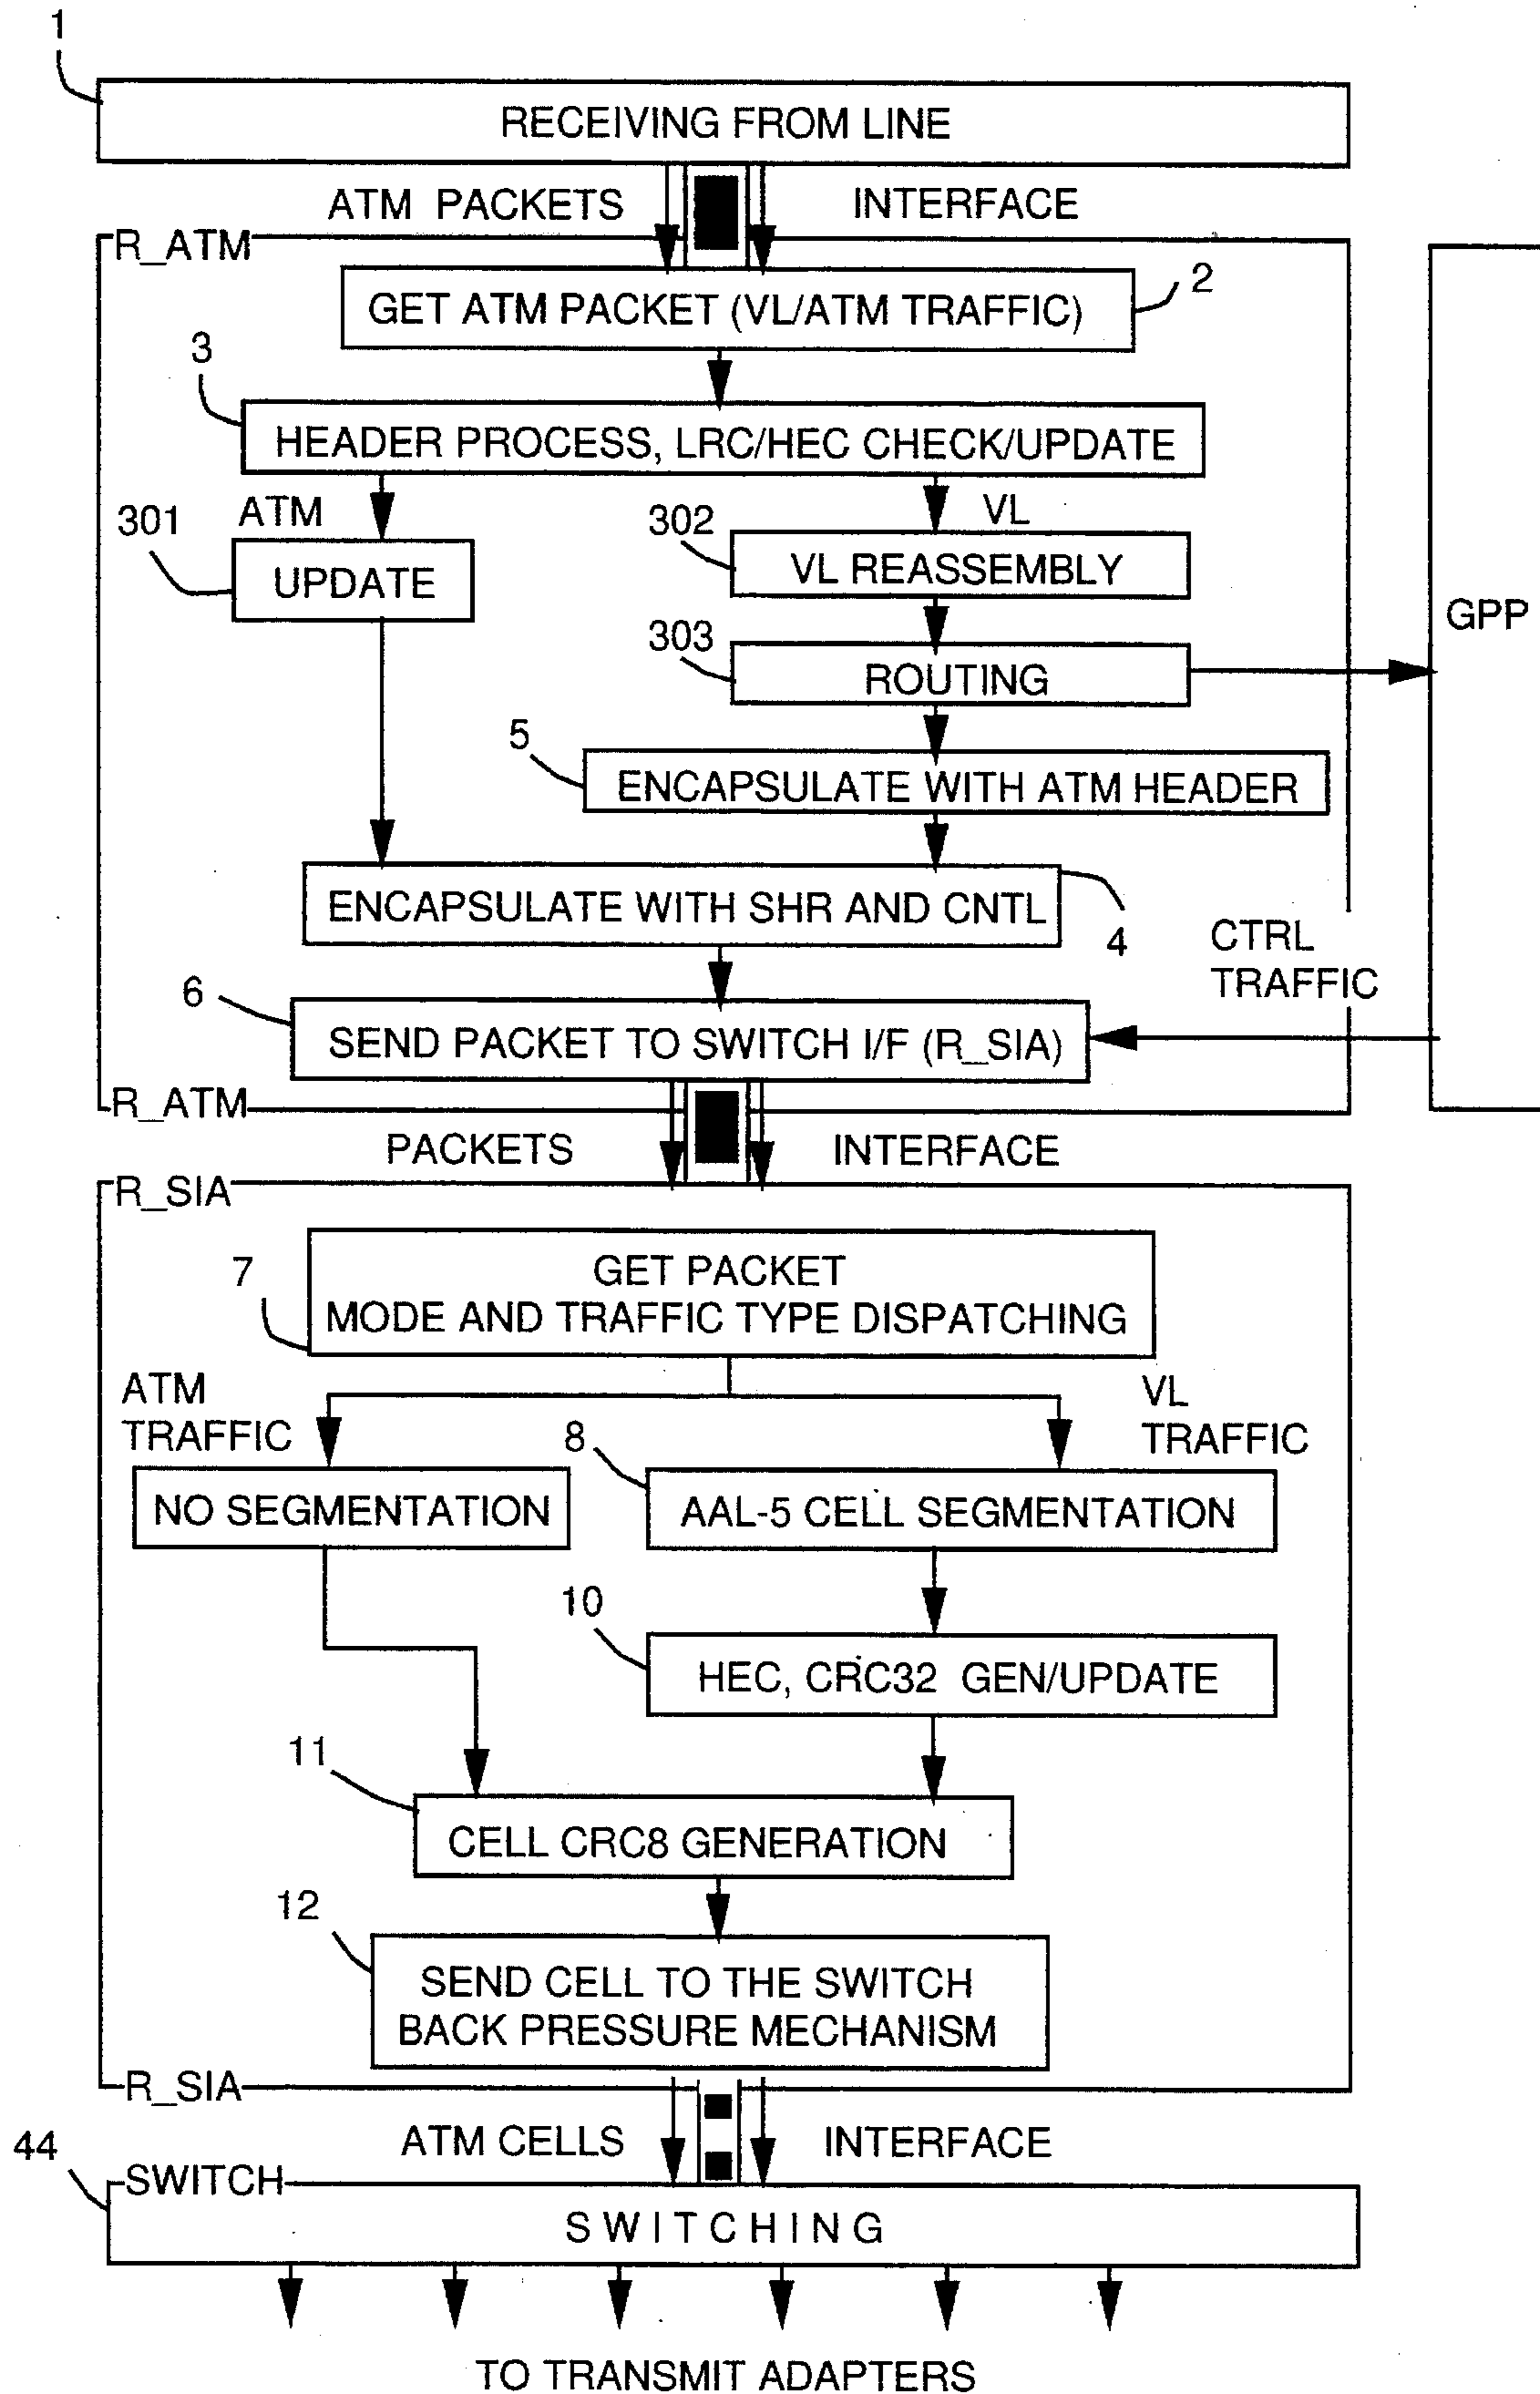 1
RECEIVING FROM LINE
ATM PACKETS
INTERFACE
R_ATM
GET ATM PACKET (VL/ATM TRAFFIC)
2
3
HEADER PROCESS, LRC/HEC CHECK/UPDATE
ATM
VL
301
UPDATE
302
VL REASSEMBLY
303
ROUTING
GPP
5
ENCAPSULATE WITH ATM HEADER
ENCAPSULATE WITH SHR AND CNTL
4
CTRL
TRAFFIC
6
SEND PACKET TO SWITCH I/F (R_SIA)
R_ATM
PACKETS
INTERFACE
R_SIA
7
GET PACKET
MODE AND TRAFFIC TYPE DISPATCHING
ATM
TRAFFIC
VL
TRAFFIC
NO SEGMENTATION
8
AAL-5 CELL SEGMENTATION
10
HEC, CRC32 GEN/UPDATE
11
CELL CRC8 GENERATION
12
SEND CELL TO THE SWITCH
BACK PRESSURE MECHANISM
R_SIA
ATM CELLS
INTERFACE
44
SWITCH
SWITCHING
TO TRANSMIT ADAPTERS